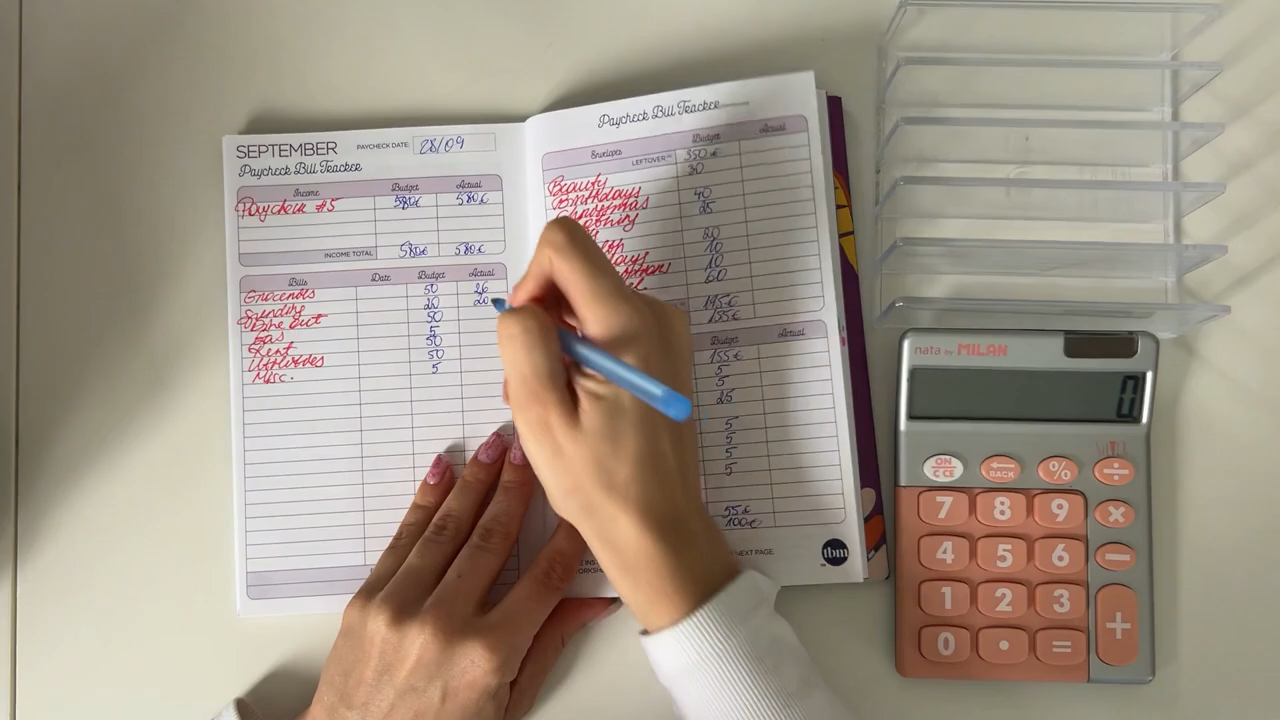 SEPTEMBER
PAYCHECK DATE: 28/09
Paycheck Bill Tracker
Income Budget Actual
Paycheck #5 580€ 580€
INCOME TOTAL 580€ 580€
Bills Date Budget Actual
Groceries 50 26
Spending 20 20
Dine out 50
Gas 5
Rent 50
Utilities 50
Misc. 5
Paycheck Bill Tracker
Envelopes Budget Actual
LEFTOVER 350€
30
Beauty
Birthdays 40
Christmas 25
20
10
10
60
195€
155€
Budget Actual
155€
5
25
5
5
5
5
55€
100€
NEXT PAGE
tbm
nata by MILAN
0
ON
C CE
BACK
%
÷
7 8 9 ×
4 5 6 −
1 2 3 +
0 • =